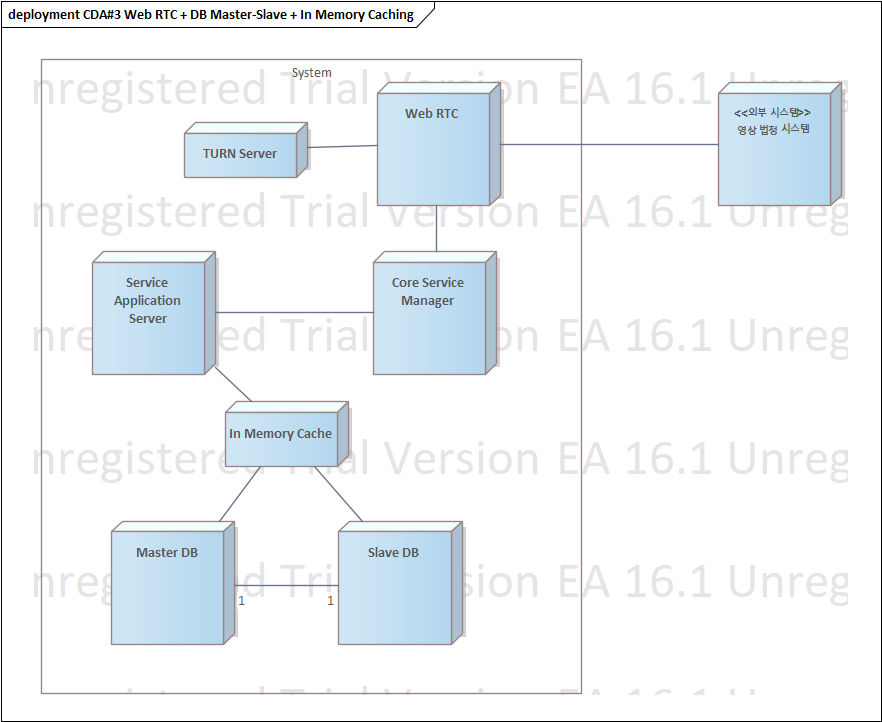 deployment CDA#3 Web RTC + DB Master-Slave + In Memory Caching
System
nregistered Trial Version EA 16.1 Unreg
Web RTC
<<외부 시스템>>
영상 법정 시스템
TURN Server
nregistered Trial Version EA 16.1 Unreg
Service
Application
Server
Core Service
Manager
nregistered Trial Version EA 16.1 Unreg
In Memory Cache
nregistered Trial Version EA 16.1 Unreg
Master DB
Slave DB
nregistered Trial Version EA 16.1 Unreg
1
1